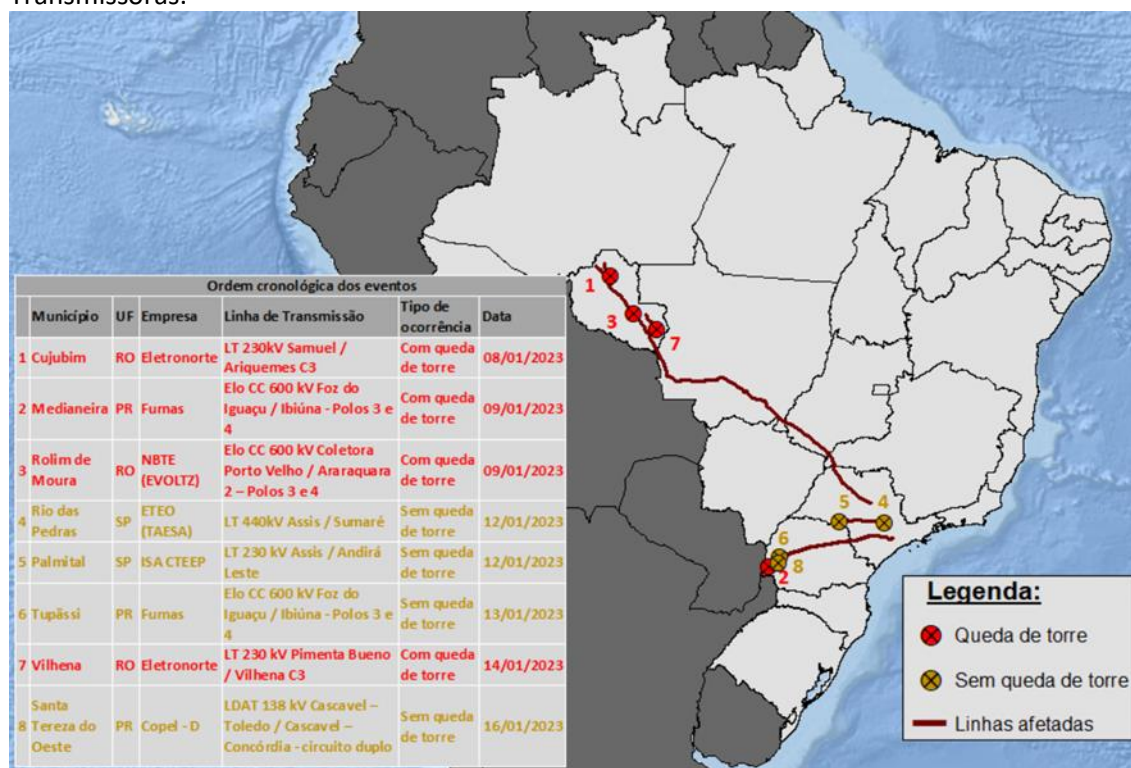 Transmissoras.
Ordem cronológica dos eventos
Município UF Empresa Linha de Transmissão Tipo de ocorrência Data
1 Cujubim RO Eletronorte LT 230kV Samuel / Ariquemes C3 Com queda de torre 08/01/2023
2 Medianeira PR Furnas Elo CC 600 kV Foz do Iguaçu / Ibiúna - Polos 3 e 4 Com queda de torre 09/01/2023
3 Rolim de Moura RO NBTE (EVOLTZ) Elo CC 600 kV Coletora Porto Velho / Araraquara 2 – Polos 3 e 4 Com queda de torre 09/01/2023
4 Rio das Pedras SP ETEO (TAESA) LT 440kV Assis / Sumaré Sem queda de torre 12/01/2023
5 Palmital SP ISA CTEEP LT 230 kV Assis / Andirá Leste Sem queda de torre 12/01/2023
6 Tupãssi PR Furnas Elo CC 600 kV Foz do Iguaçu / Ibiúna - Polos 3 e 4 Sem queda de torre 13/01/2023
7 Vilhena RO Eletronorte LT 230 kV Pimenta Bueno / Vilhena C3 Com queda de torre 14/01/2023
8 Santa Tereza do Oeste PR Copel - D LDAT 138 kV Cascavel – Toledo / Cascavel – Concórdia - circuito duplo Sem queda de torre 16/01/2023
1
3
7
5 4
6
8
2
Legenda:
Queda de torre
Sem queda de torre
Linhas afetadas